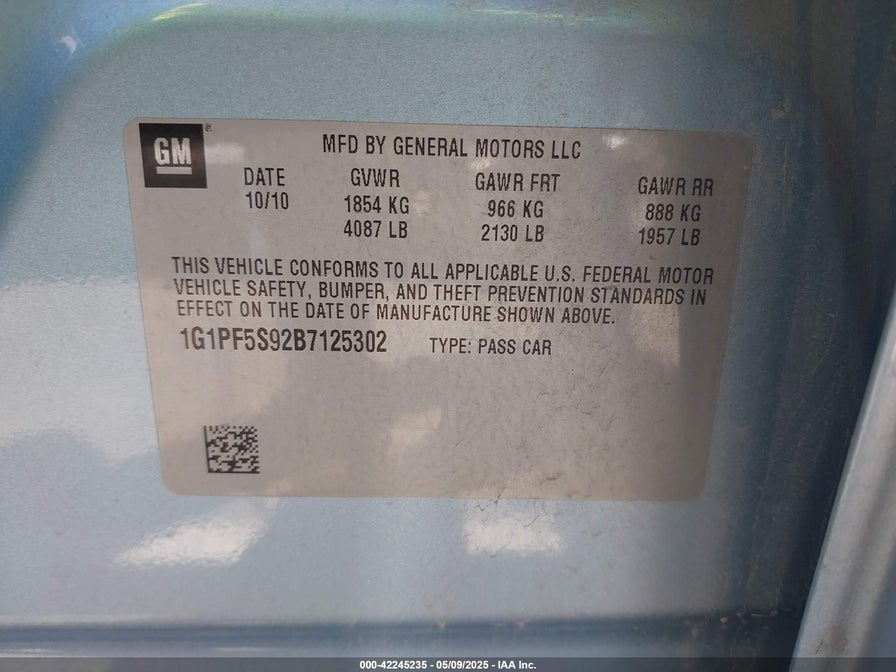 GM®
MFD BY GENERAL MOTORS LLC
DATE GVWR GAWR FRT GAWR RR
10/10 1854 KG 966 KG 888 KG
4087 LB 2130 LB 1957 LB
THIS VEHICLE CONFORMS TO ALL APPLICABLE U.S. FEDERAL MOTOR
VEHICLE SAFETY, BUMPER, AND THEFT PREVENTION STANDARDS IN
EFFECT ON THE DATE OF MANUFACTURE SHOWN ABOVE.
1G1PF5S92B7125302 TYPE: PASS CAR
000-42245235 - 05/09/2025 - IAA Inc.